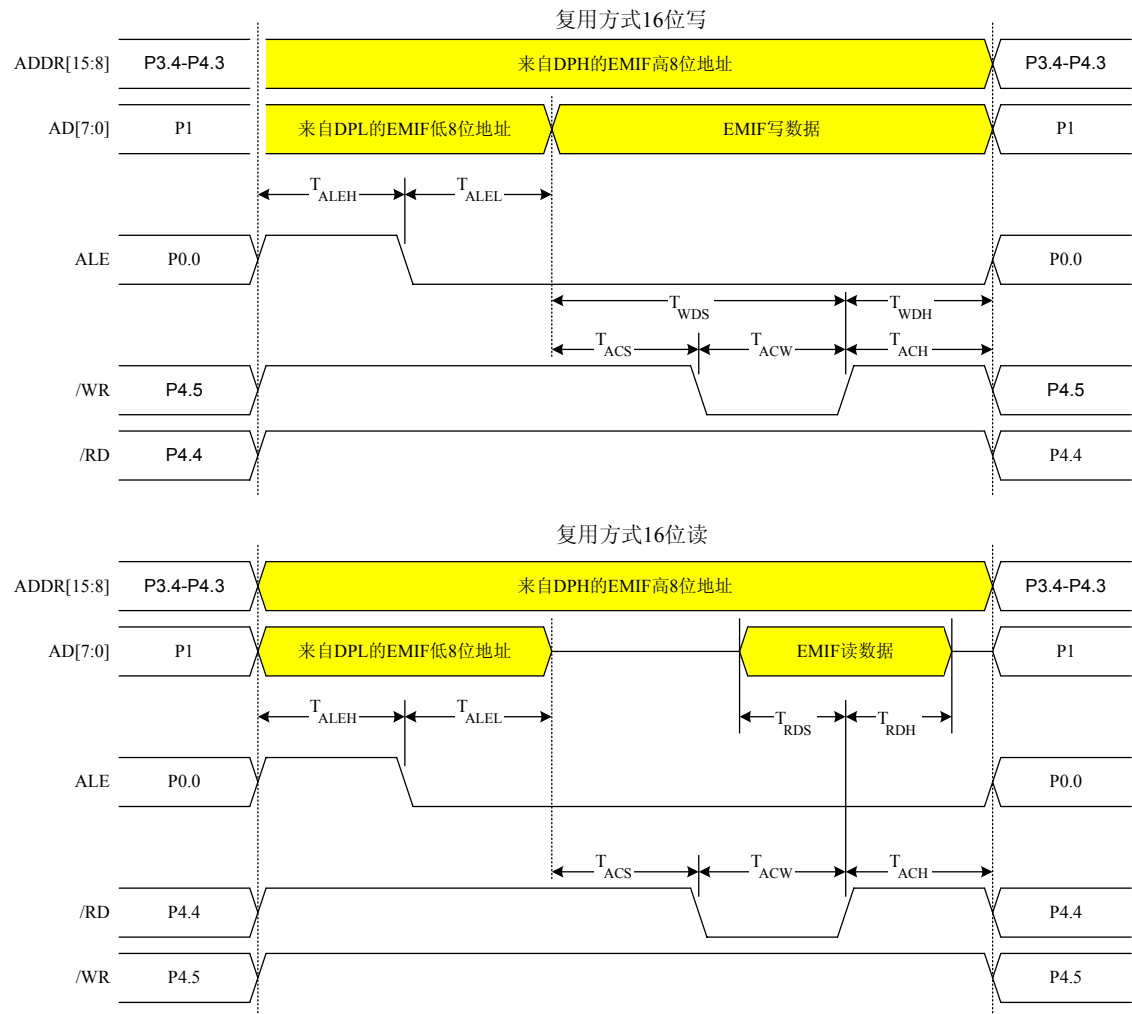 复用方式16位写
ADDR[15:8] P3.4-P4.3 来自DPH的EMIF高8位地址 P3.4-P4.3
AD[7:0] P1 来自DPL的EMIF低8位地址 EMIF写数据 P1
TALEH TALEL
ALE P0.0 P0.0
TWDS TWDH
TACS TACW TACH
/WR P4.5 P4.5
/RD P4.4 P4.4
复用方式16位读
ADDR[15:8] P3.4-P4.3 来自DPH的EMIF高8位地址 P3.4-P4.3
AD[7:0] P1 来自DPL的EMIF低8位地址 EMIF读数据 P1
TALEH TALEL TRDS TRDH
ALE P0.0 P0.0
TACS TACW TACH
/RD P4.4 P4.4
/WR P4.5 P4.5